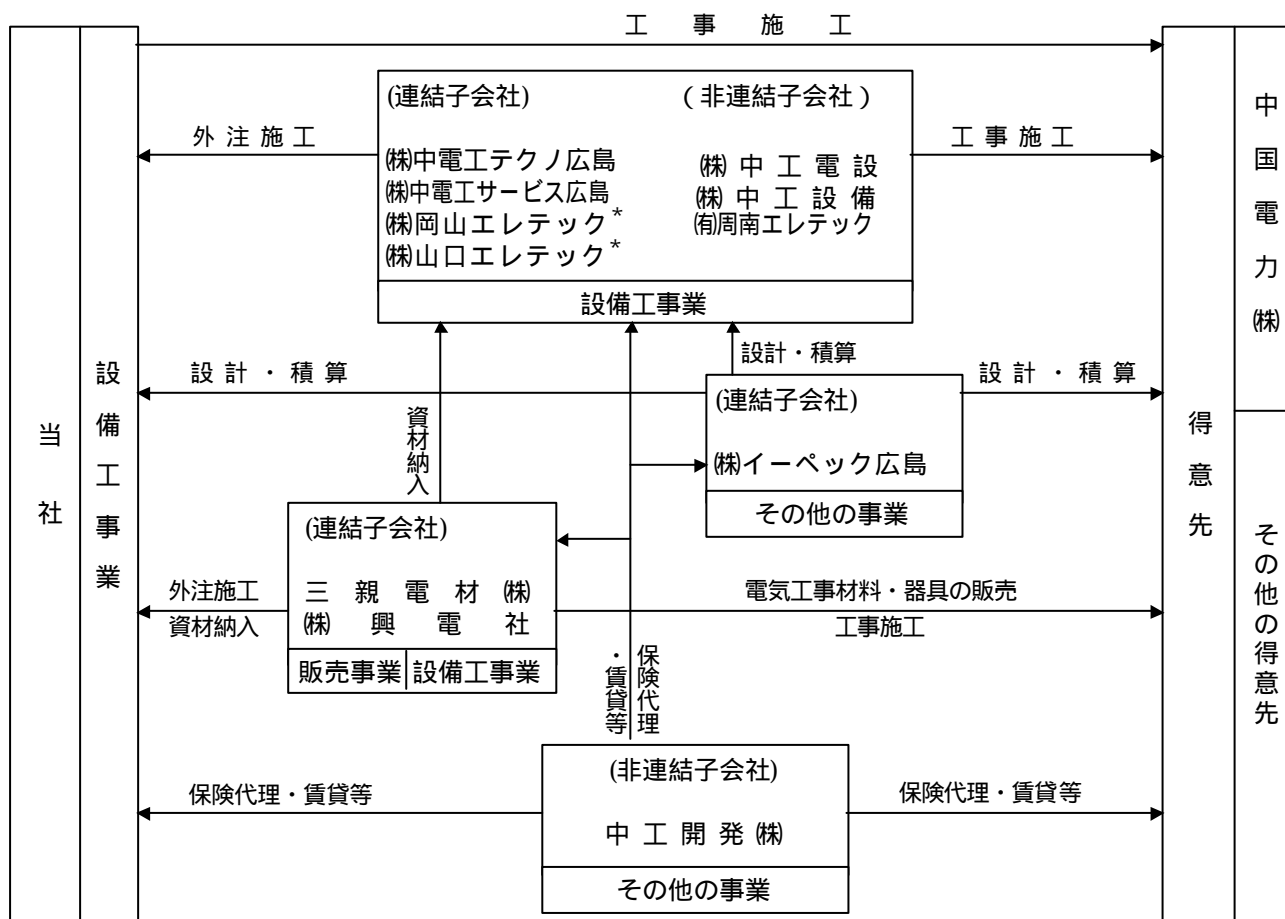 工事施工
(連結子会社)
(非連結子会社)
㈱中電工テクノ広島
㈱中電工サービス広島
㈱岡山エレテック*
㈱山口エレテック*
㈱中工電設
㈱中工設備
㈲周南エレテック
設備工事業
外注施工
工事施工
設計・積算
設計・積算
設計・積算
(連結子会社)
㈱イーペック広島
その他の事業
資材納入
(連結子会社)
三親電材㈱
㈱興電社
販売事業
設備工事業
外注施工
資材納入
電気工事材料・器具の販売
工事施工
保険代理
・賃貸等
(非連結子会社)
中工開発㈱
その他の事業
保険代理・賃貸等
保険代理・賃貸等
当社
設備工事業
得意先
中国電力㈱
その他の得意先